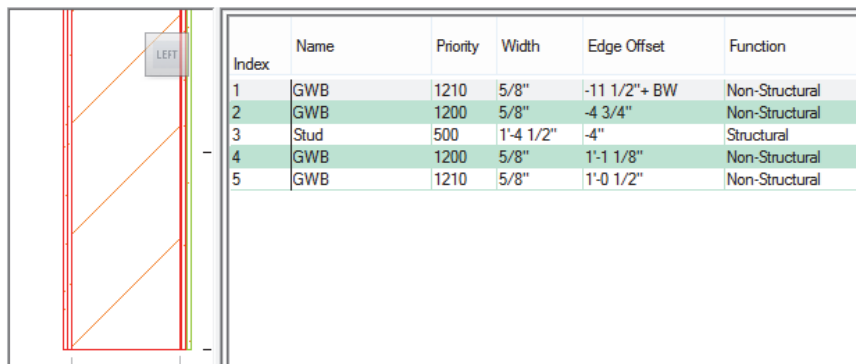 LEFT
Index Name Priority Width Edge Offset Function
1 GWB 1210 5/8" -11 1/2"+ BW Non-Structural
2 GWB 1200 5/8" -4 3/4" Non-Structural
3 Stud 500 1'-4 1/2" -4" Structural
4 GWB 1200 5/8" 1'-1 1/8" Non-Structural
5 GWB 1210 5/8" 1'-0 1/2" Non-Structural